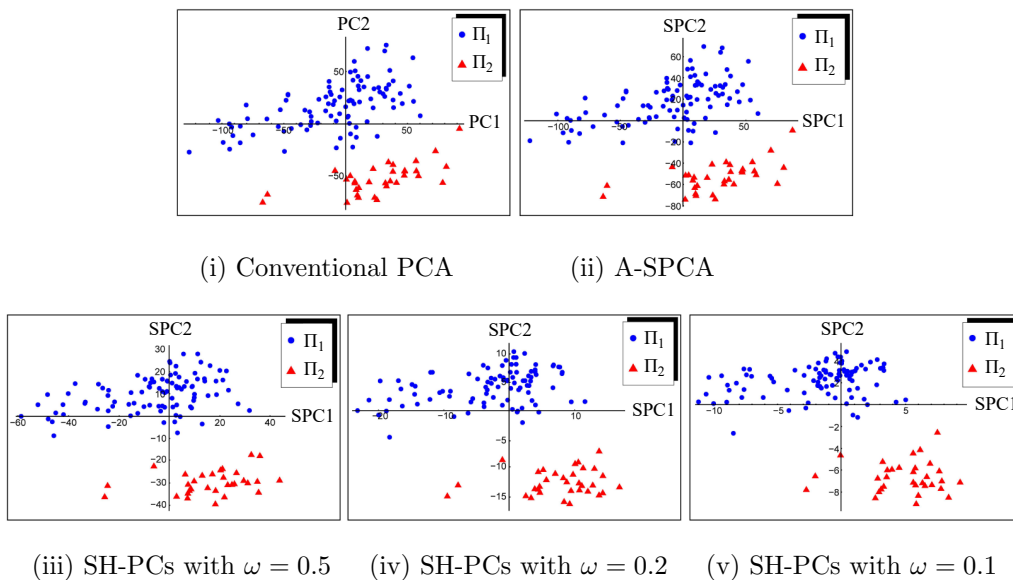 PC2
Π₁
Π₂
50
−100 −50 50 PC1
−50
(i) Conventional PCA
SPC2
Π₁
Π₂
60
40
20
−100 −50 50 SPC1
−20
−40
−60
−80
(ii) A-SPCA
SPC2
Π₁
Π₂
30
20
10
−60 −40 −20 20 40 SPC1
−10
−20
−30
−40
(iii) SH-PCs with ω = 0.5
SPC2
Π₁
Π₂
10
5
−20 −10 10 SPC1
−5
−10
−15
(iv) SH-PCs with ω = 0.2
SPC2
Π₁
Π₂
−10 −5 5 SPC1
−2
−4
−6
−8
(v) SH-PCs with ω = 0.1